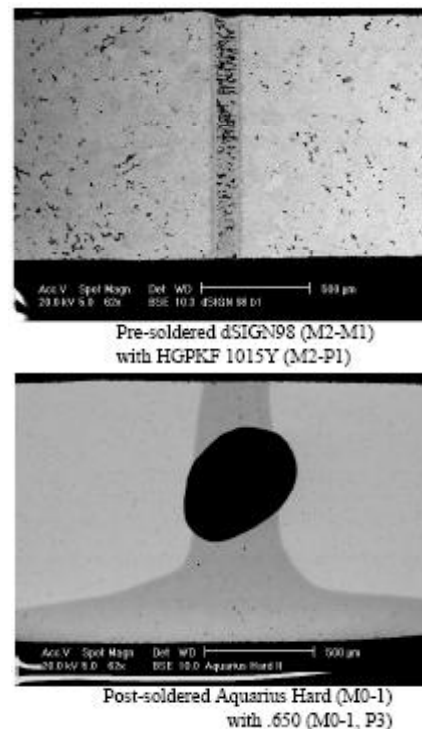 Acc.V Spot Magn Det WD 500 µm
20.0 kV 5.0 62x BSE 10.3 dSIGN 98 b1
Pre-soldered dSIGN98 (M2-M1)
with HGPKF 1015Y (M2-P1)
Acc.V Spot Magn Det WD 500 µm
20.0 kV 5.0 62x BSE 10.0 Aquarius Hard II
Post-soldered Aquarius Hard (M0-1)
with .650 (M0-1, P3)